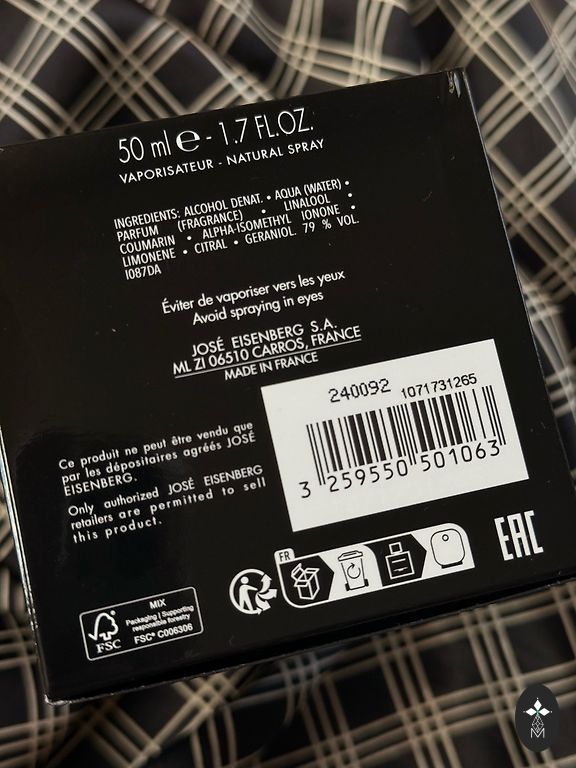 50 ml e - 1.7 FL.OZ.
VAPORISATEUR - NATURAL SPRAY
INGREDIENTS: ALCOHOL DENAT. • AQUA (WATER) •
PARFUM (FRAGRANCE) • LINALOOL •
COUMARIN • ALPHA-ISOMETHYL IONONE •
LIMONENE • CITRAL • GERANIOL. 79 % VOL.
I087DA
Éviter de vaporiser vers les yeux
Avoid spraying in eyes
JOSÉ EISENBERG S.A.
ML ZI 06510 CARROS, FRANCE
MADE IN FRANCE
240092 1071731265
3 259550 501063
Ce produit ne peut être vendu que
par les dépositaires agréés JOSÉ
EISENBERG.
Only authorized JOSÉ EISENBERG
retailers are permitted to sell
this product.
FR
EAC
MIX
Packaging | Supporting
responsible forestry
FSC® C006306
FSC
M